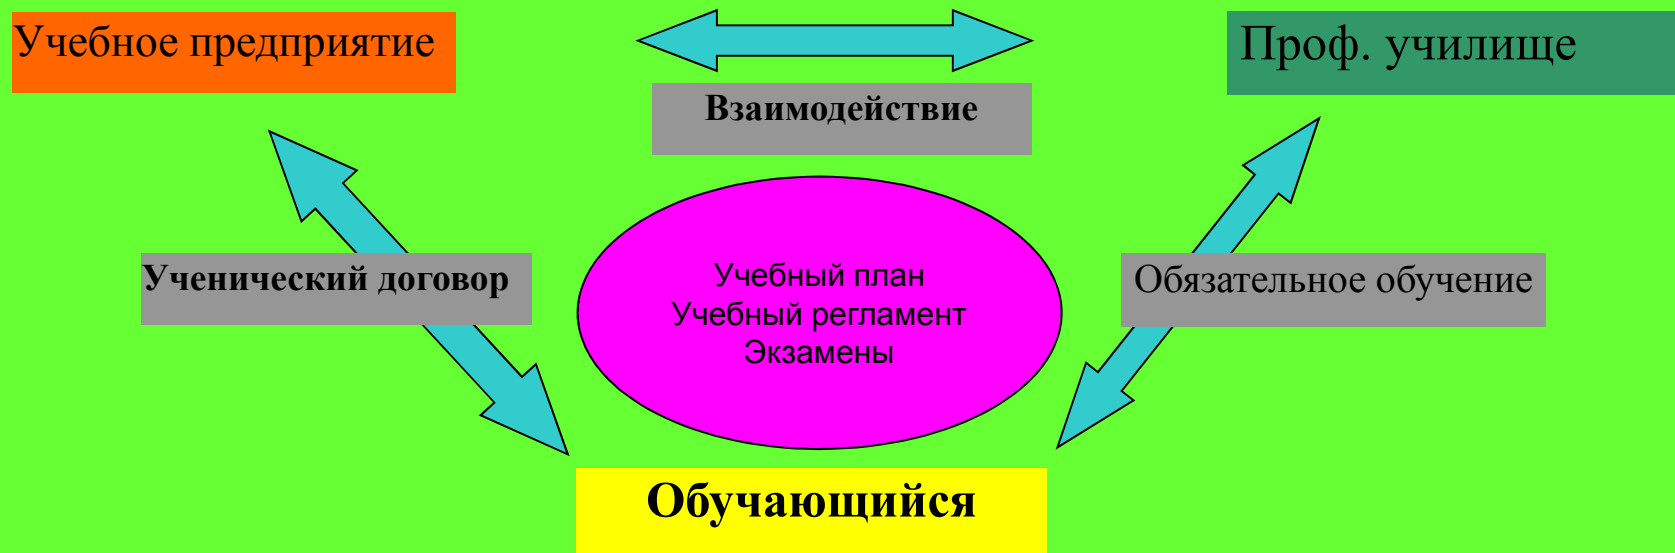 Учебное предприятие
Проф. училище
Взаимодействие
Ученический договор
Учебный план
Учебный регламент
Экзамены
Обязательное обучение
Обучающийся